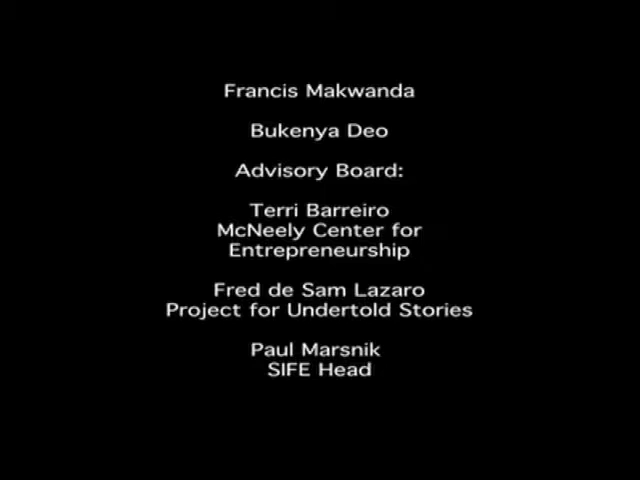 Francis Makwanda
Bukenya Deo
Advisory Board:
Terri Barreiro
McNeely Center for
Entrepreneurship
Fred de Sam Lazaro
Project for Undertold Stories
Paul Marsnik
SIFE Head